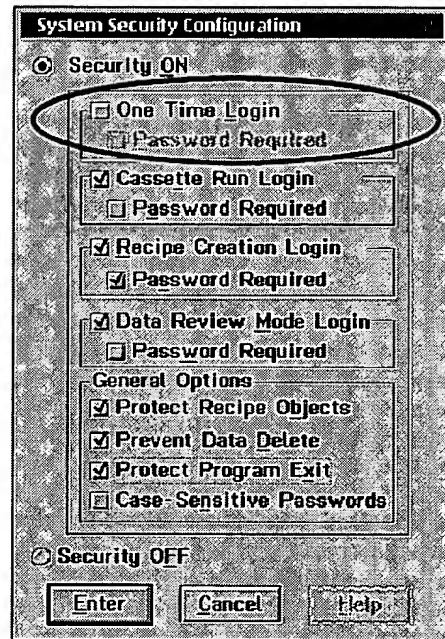 System Security Configuration
Security ON
One Time Login
Password Required
Cassette Run Login
Password Required
Recipe Creation Login
Password Required
Data Review Mode Login
Password Required
General Options
Protect Recipe Objects
Prevent Data Delete
Protect Program Exit
Case-Sensitive Passwords
Security OFF
Enter Cancel Help